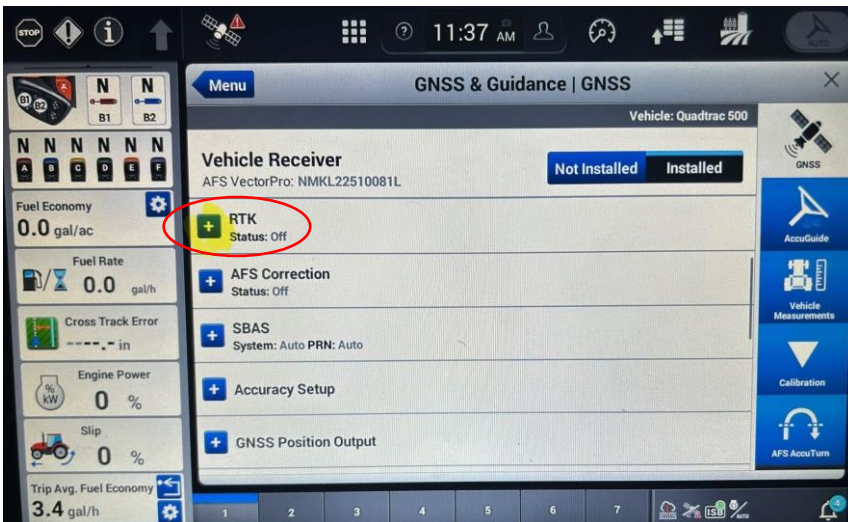 STOP
11:37 AM
AUTO
B1
B2
N N
B1 B2
N N N N N N
A B C D E F
Fuel Economy
0.0 gal/ac
Fuel Rate
0.0 gal/h
Cross Track Error
----.- in
Engine Power
%
kW
0 %
Slip
0 %
Trip Avg. Fuel Economy
3.4 gal/h
Menu
GNSS & Guidance | GNSS
Vehicle: Quadtrac 500
Vehicle Receiver
AFS VectorPro: NMKL22510081L
Not Installed
Installed
RTK
Status: Off
AFS Correction
Status: Off
SBAS
System: Auto PRN: Auto
Accuracy Setup
GNSS Position Output
GNSS
AccuGuide
Vehicle
Measurements
Calibration
AFS AccuTurn
1 2 3 4 5 6 7
ISB
AUTO
4